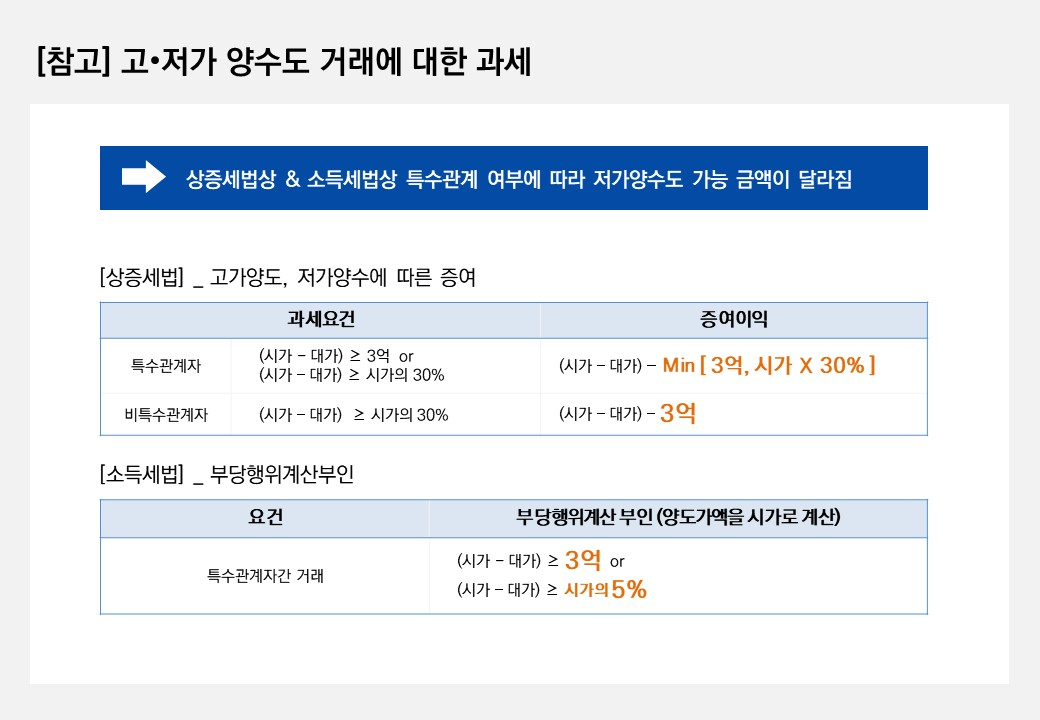 [참고] 고•저가 양수도 거래에 대한 과세
상증세법상 & 소득세법상 특수관계 여부에 따라 저가양수도 가능 금액이 달라짐
[상증세법] _ 고가양도, 저가양수에 따른 증여
과세요건 증여이익
특수관계자 (시가 – 대가) ≥ 3억 or
(시가 – 대가) ≥ 시가의 30% (시가 – 대가) – Min [ 3억, 시가 X 30% ]
비특수관계자 (시가 – 대가) ≥ 시가의 30% (시가 – 대가) – 3억
[소득세법] _ 부당행위계산부인
요건 부당행위계산 부인 (양도가액을 시가로 계산)
특수관계자간 거래 (시가 – 대가) ≥ 3억 or
(시가 – 대가) ≥ 시가의 5%